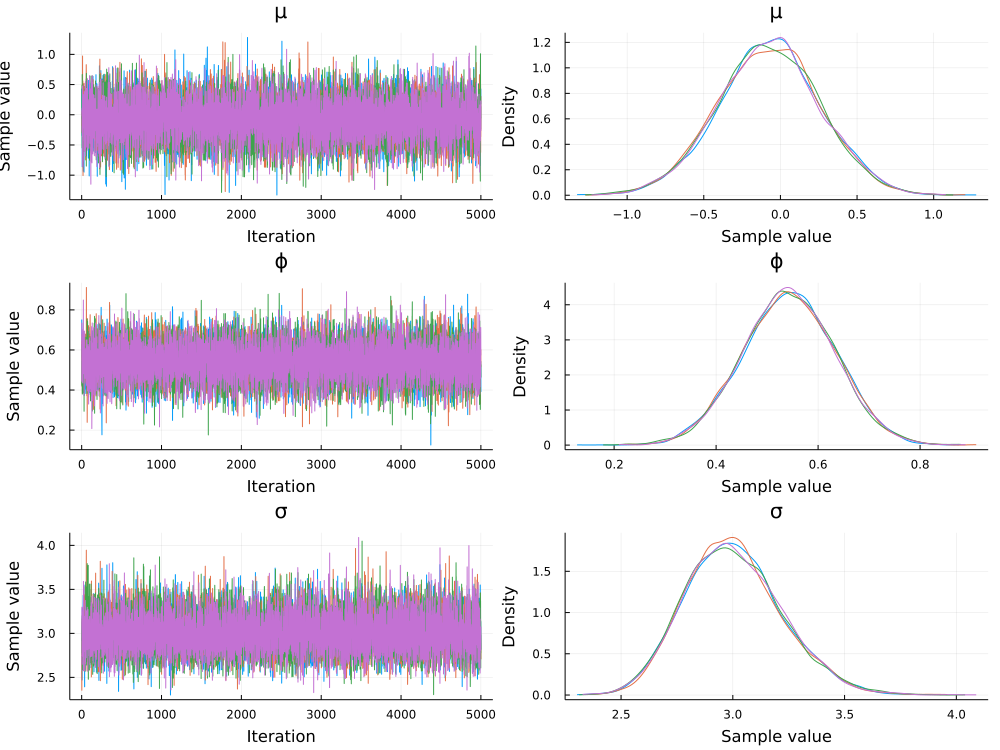 μ
μ
Sample value
1.0
0.5
0.0
−0.5
−1.0
0 1000 2000 3000 4000 5000
Iteration
Density
1.2
1.0
0.8
0.6
0.4
0.2
0.0
−1.0 −0.5 0.0 0.5 1.0
Sample value
ϕ
ϕ
Sample value
0.8
0.6
0.4
0.2
0 1000 2000 3000 4000 5000
Iteration
Density
4
3
2
1
0
0.2 0.4 0.6 0.8
Sample value
σ
σ
Sample value
4.0
3.5
3.0
2.5
0 1000 2000 3000 4000 5000
Iteration
Density
1.5
1.0
0.5
0.0
2.5 3.0 3.5 4.0
Sample value